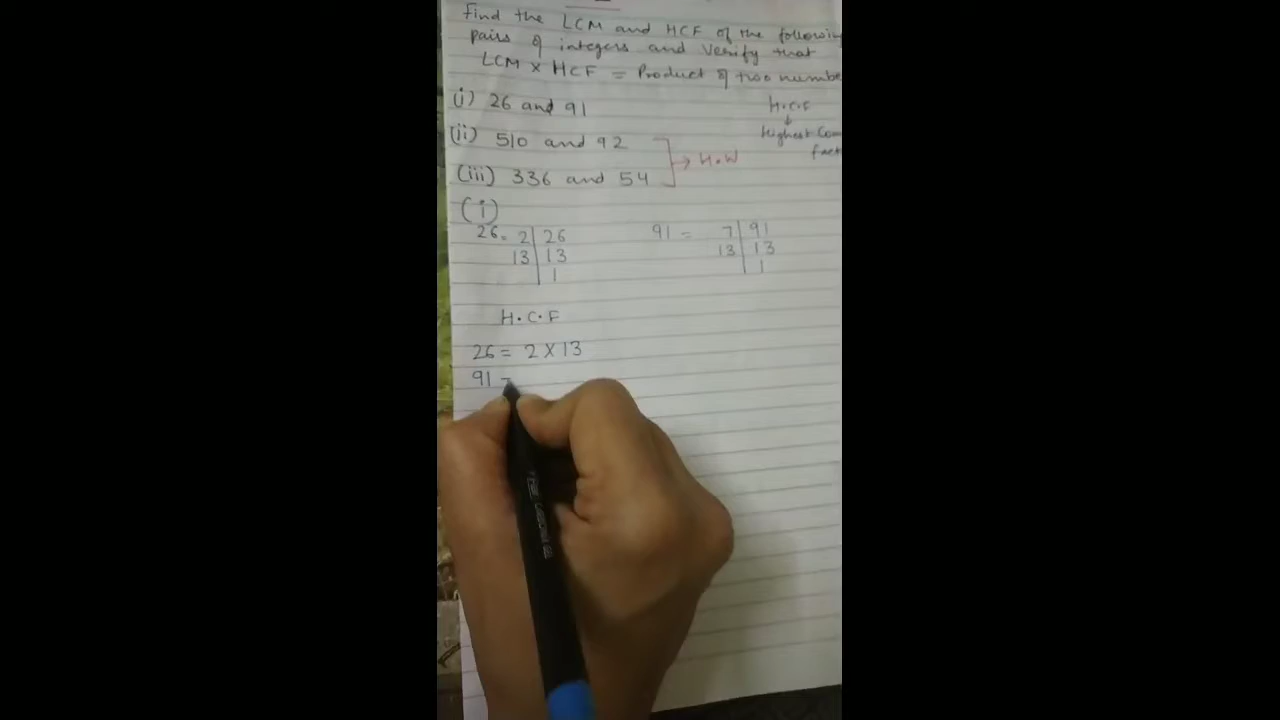 Find the LCM and HCF of the following
pairs of integers and Verify that
LCM × HCF = Product of two numbe
(i) 26 and 91
H.C.F
(ii) 510 and 92
Highest Com
→ H.W
fact
(iii) 336 and 54
(i)
26= 2 | 26
13 | 13
1
91 = 7 | 91
13 | 13
1
H.C.F
26 = 2 × 13
91 =